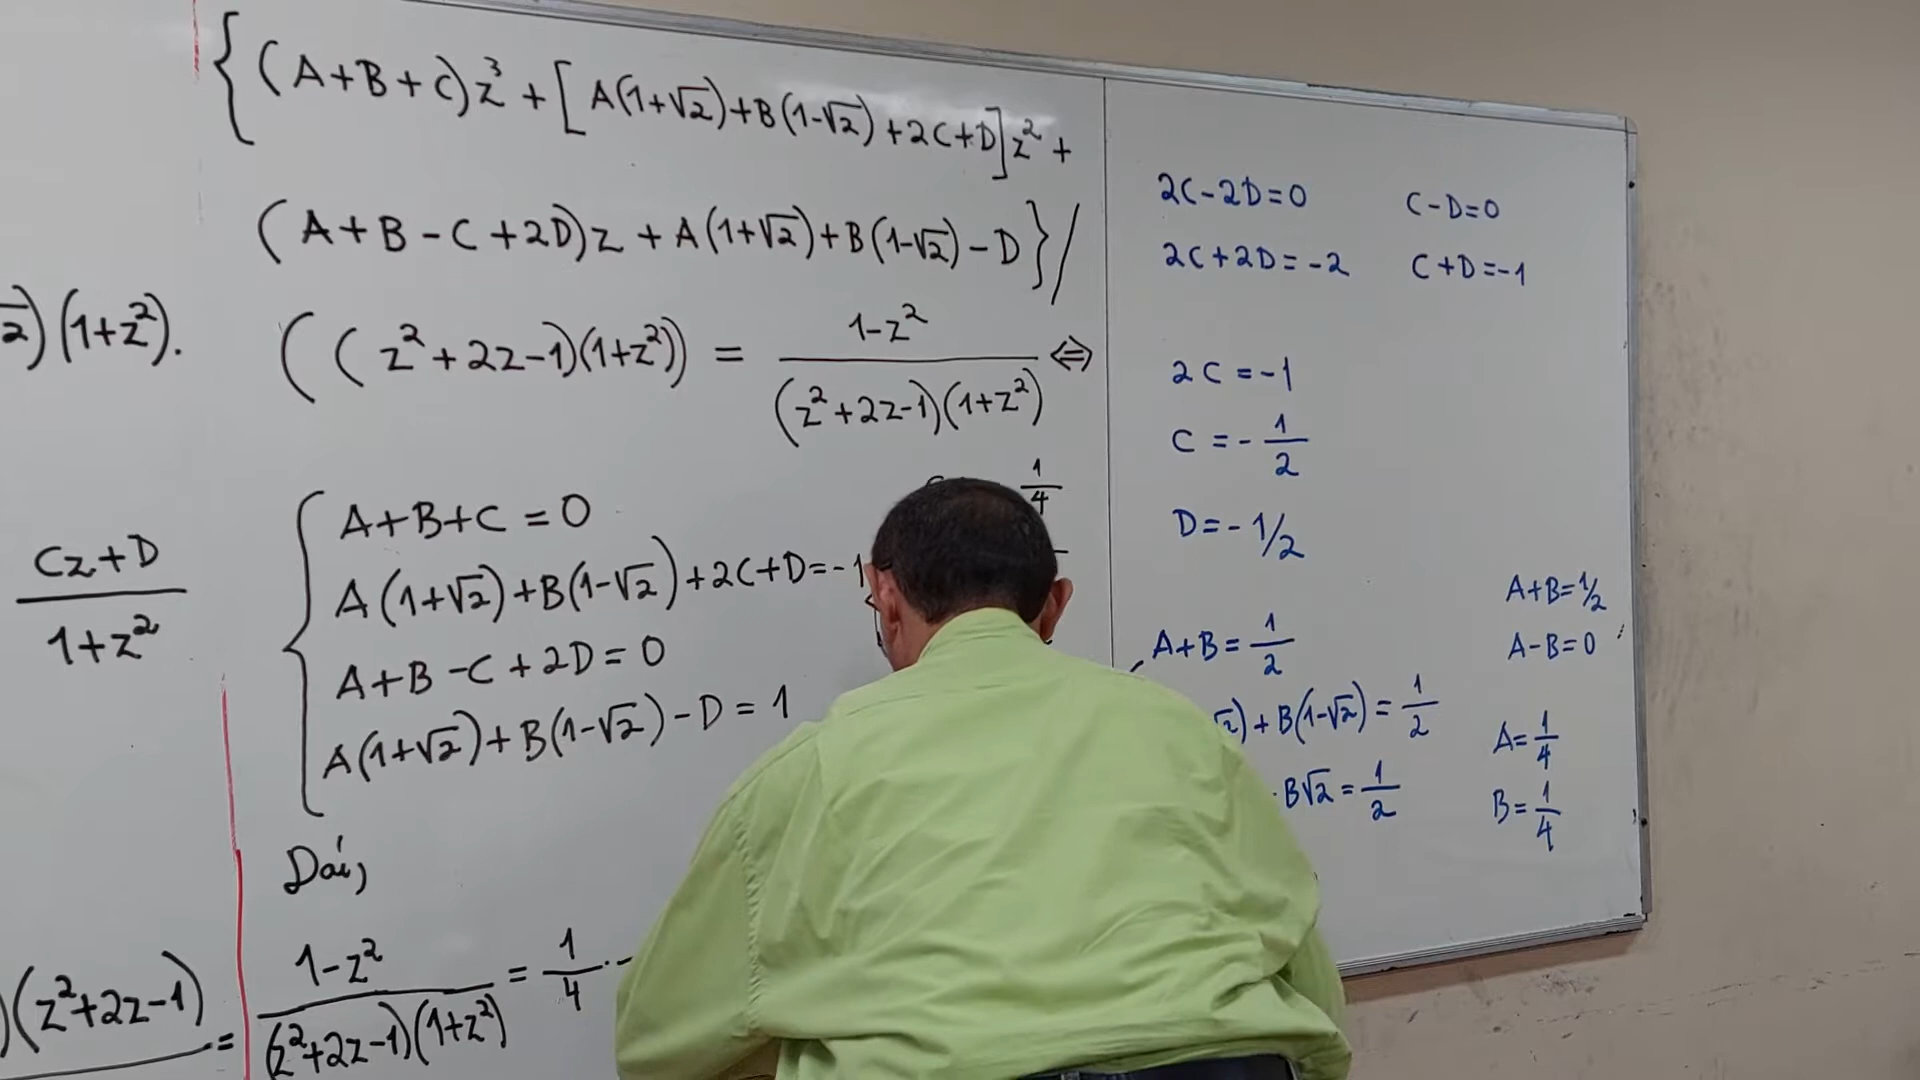 {(A+B+C)z³ + [A(1+√2)+B(1-√2)+2C+D]z² +
(A+B-C+2D)z + A(1+√2)+B(1-√2)-D}/
((z²+2z-1)(1+z²)) = 1-z² / (z²+2z-1)(1+z²) ⇔
2)(1+z²).
Cz+D
1+z²
A+B+C = 0
A(1+√2)+B(1-√2)+2C+D=-1
A+B-C+2D=0
A(1+√2)+B(1-√2)-D=1
1
4
Daí,
)(z²+2z-1) = 1-z² / (z²+2z-1)(1+z²) = 1/4 ·
2C-2D=0 C-D=0
2C+2D=-2 C+D=-1
2C=-1
C=-1/2
D=-1/2
A+B=1/2
√2)+B(1-√2)=1/2
B√2=1/2
A+B=1/2
A-B=0
A=1/4
B=1/4